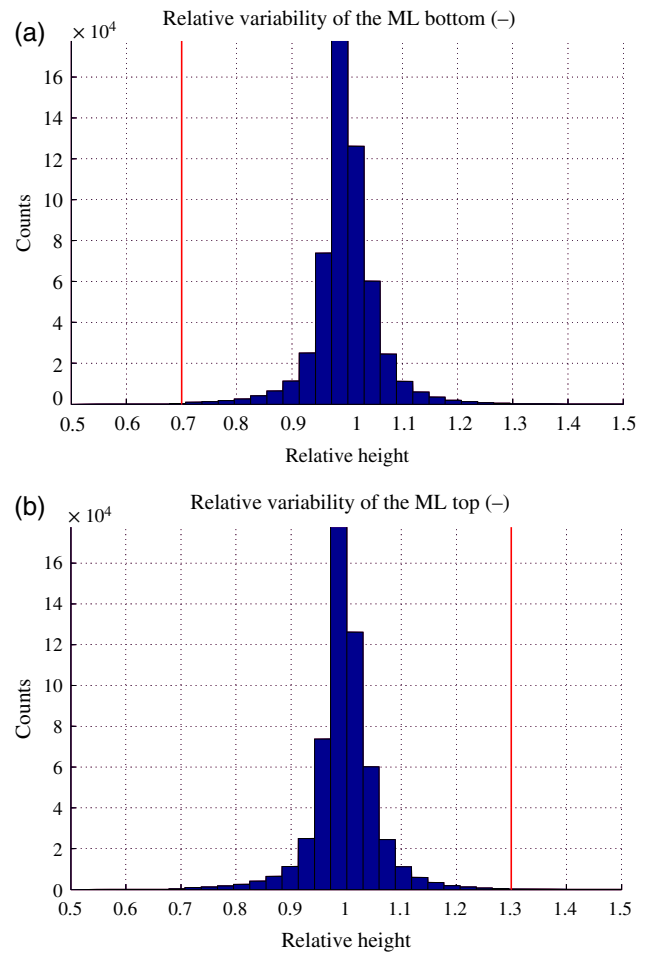 (a)
Relative variability of the ML bottom (–)
× 10⁴
16
14
12
10
8
6
4
2
0
Counts
0.5 0.6 0.7 0.8 0.9 1 1.1 1.2 1.3 1.4 1.5
Relative height
(b)
Relative variability of the ML top (–)
× 10⁴
16
14
12
10
8
6
4
2
0
Counts
0.5 0.6 0.7 0.8 0.9 1 1.1 1.2 1.3 1.4 1.5
Relative height